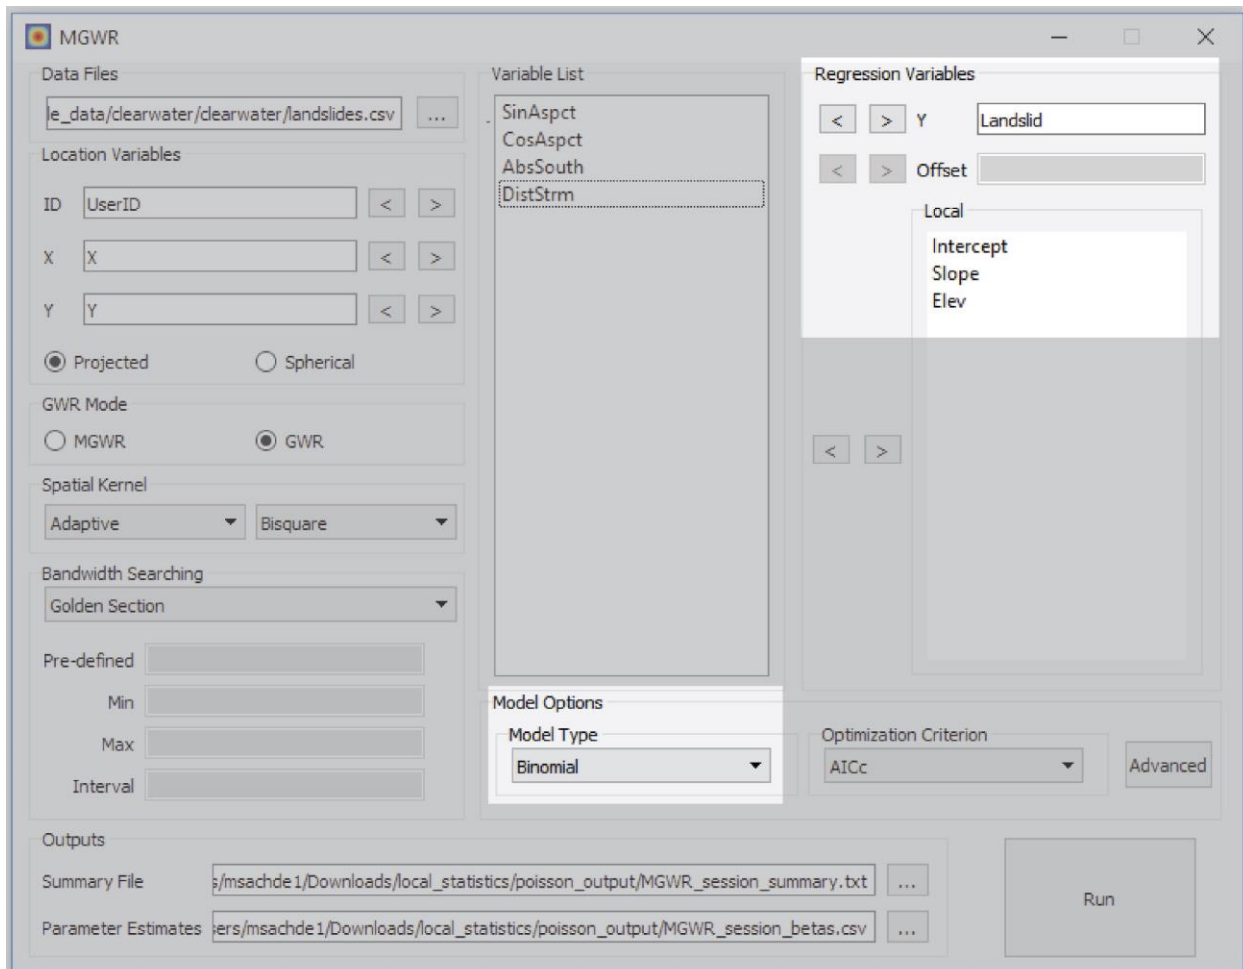 MGWR
Data Files
le_data/clearwater/clearwater/landslides.csv ...
Location Variables
ID UserID < >
X X < >
Y Y < >
Projected Spherical
GWR Mode
MGWR GWR
Spatial Kernel
Adaptive Bisquare
Bandwidth Searching
Golden Section
Pre-defined
Min
Max
Interval
Variable List
SinAspct
CosAspct
AbsSouth
DistStrm
Regression Variables
< > Y Landslid
< > Offset
Local
Intercept
Slope
Elev
< >
Model Options
Model Type
Binomial
Optimization Criterion
AICc
Advanced
Outputs
Summary File s/msachde1/Downloads/local_statistics/poisson_output/MGWR_session_summary.txt ...
Parameter Estimates sers/msachde1/Downloads/local_statistics/poisson_output/MGWR_session_betas.csv ...
Run